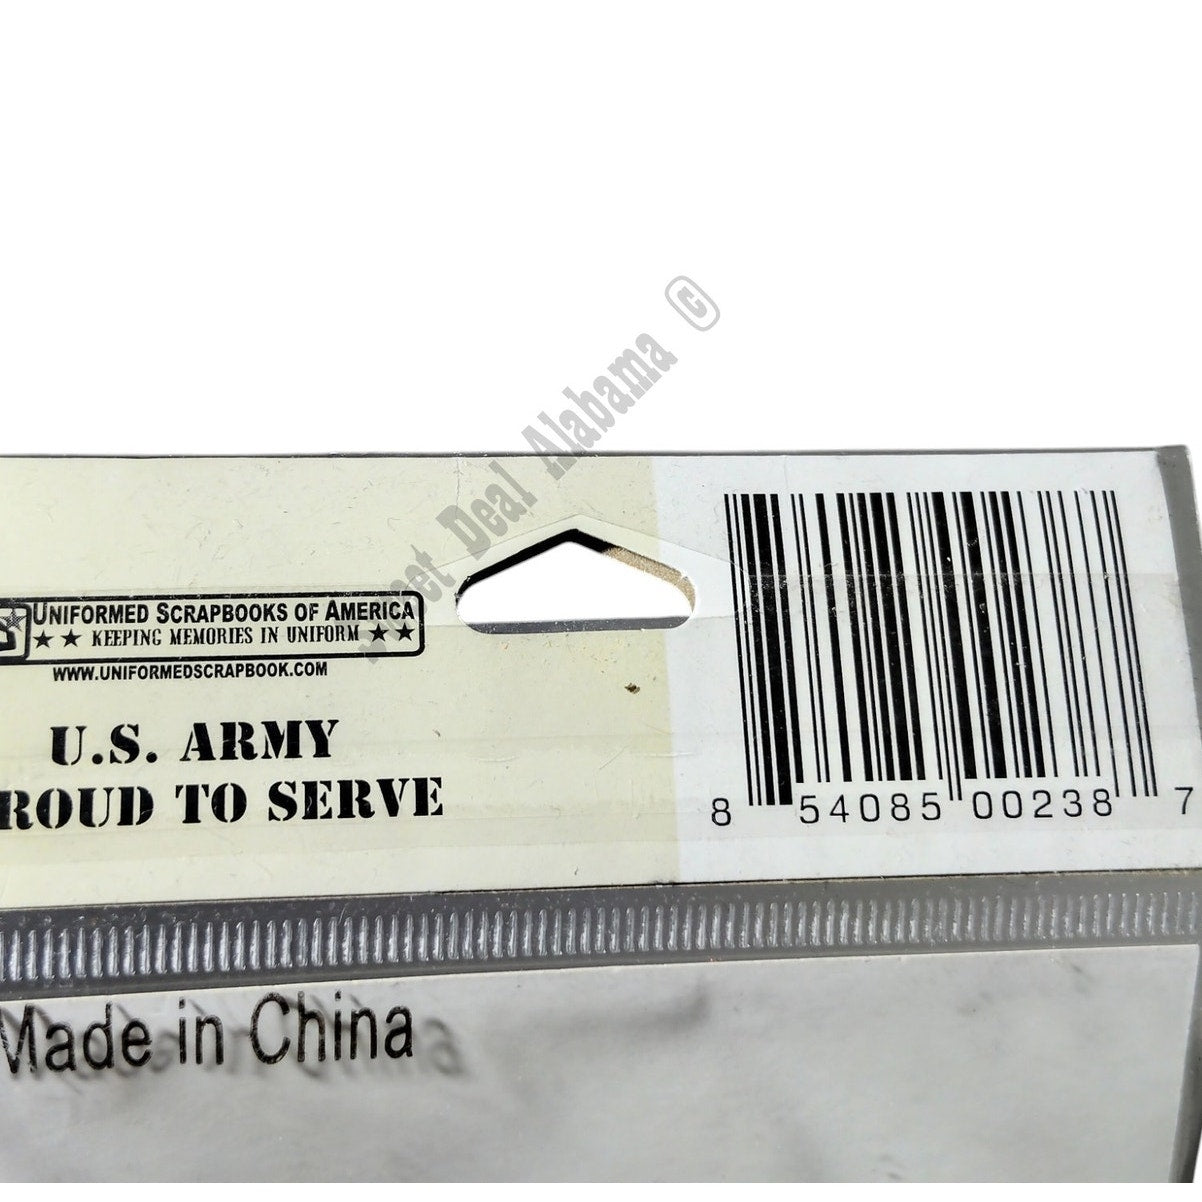 Sweet Deal Alabama ©
UNIFORMED SCRAPBOOKS OF AMERICA
★ ★ KEEPING MEMORIES IN UNIFORM ★ ★
WWW.UNIFORMEDSCRAPBOOK.COM
U.S. ARMY
ROUD TO SERVE
8 54085 00238 7
Made in China